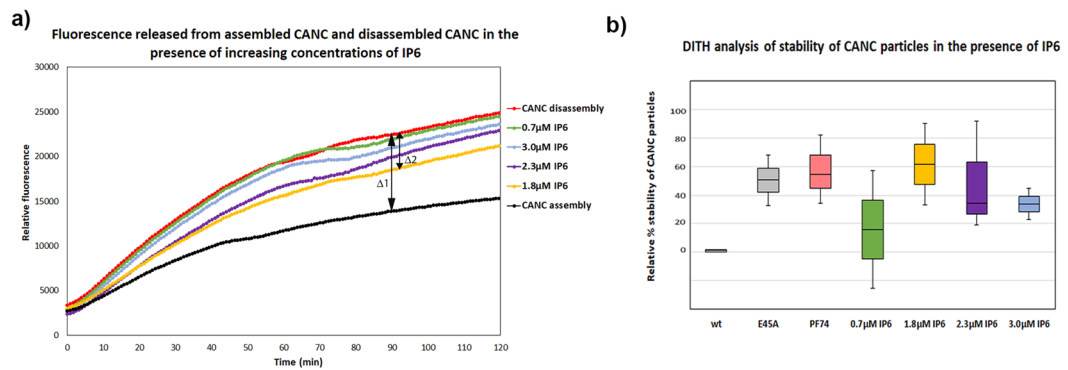 a)
Fluorescence released from assembled CANC and disassembled CANC in the
presence of increasing concentrations of IP6
Relative fluorescence
30000
25000
20000
15000
10000
5000
0
0 10 20 30 40 50 60 70 80 90 100 110 120
Time (min)
Δ1
Δ2
CANC disassembly
0.7µM IP6
3.0µM IP6
2.3µM IP6
1.8µM IP6
CANC assembly
b)
DITH analysis of stability of CANC particles in the presence of IP6
Relative % stability of CANC particles
100
80
60
40
20
0
wt E45A PF74 0.7µM IP6 1.8µM IP6 2.3µM IP6 3.0µM IP6